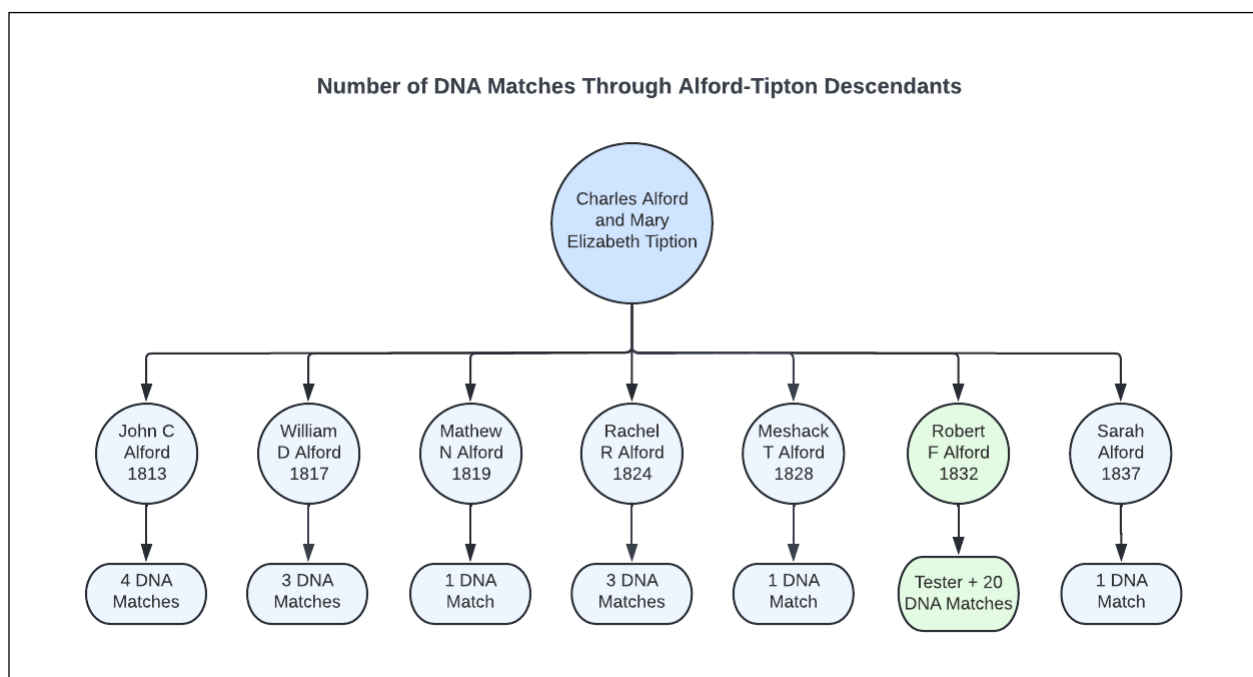 Number of DNA Matches Through Alford-Tipton Descendants
Charles Alford
and Mary
Elizabeth Tiption
John C
Alford
1813
William
D Alford
1817
Mathew
N Alford
1819
Rachel
R Alford
1824
Meshack
T Alford
1828
Robert
F Alford
1832
Sarah
Alford
1837
4 DNA
Matches
3 DNA
Matches
1 DNA
Match
3 DNA
Matches
1 DNA
Match
Tester + 20
DNA Matches
1 DNA
Match